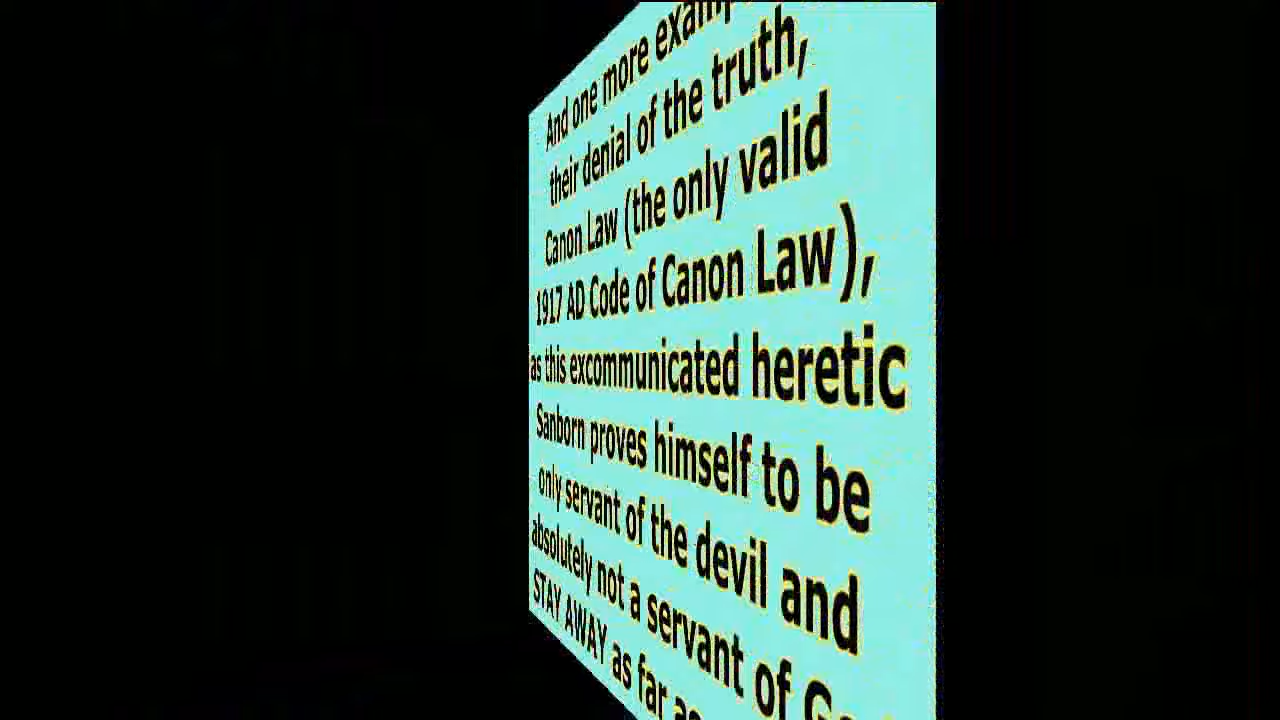 And one more
their denial of the truth,
Canon Law (the only valid
1917 AD Code of Canon Law),
as this excommunicated heretic
Sanborn proves himself to be
only servant of the devil and
absolutely not a servant of
STAY AWAY as far as